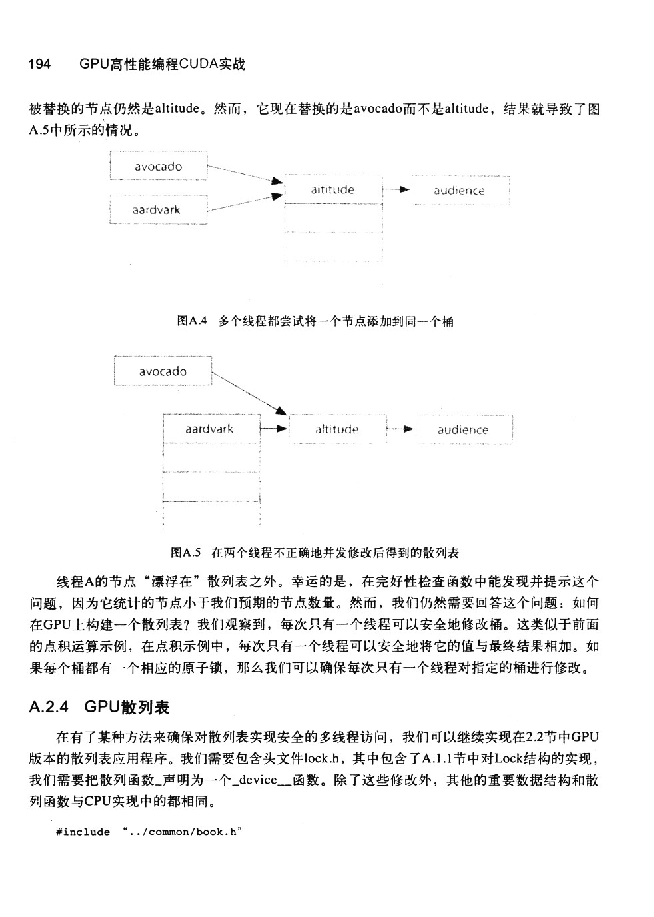 194 GPU高性能编程CUDA实战
被替换的节点仍然是altitude。然而，它现在替换的是avocado而不是altitude，结果就导致了图
A.5中所示的情况。
avocado
altitude
audience
aardvark
图A.4 多个线程都尝试将一个节点添加到同一个桶
avocado
aardvark
altitude
audience
图A.5 在两个线程不正确地并发修改后得到的散列表
线程A的节点“漂浮在”散列表之外。幸运的是，在完好性检查函数中能发现并提示这个
问题，因为它统计的节点小于我们预期的节点数量。然而，我们仍然需要回答这个问题：如何
在GPU上构建一个散列表？我们观察到，每次只有一个线程可以安全地修改桶。这类似于前面
的点积运算示例，在点积示例中，每次只有一个线程可以安全地将它的值与最终结果相加。如
果每个桶都有一个相应的原子锁，那么我们可以确保每次只有一个线程对指定的桶进行修改。
A.2.4 GPU散列表
在有了某种方法来确保对散列表实现安全的多线程访问，我们可以继续实现在2.2节中GPU
版本的散列表应用程序。我们需要包含头文件lock.h，其中包含了A.1.1节中对Lock结构的实现，
我们需要把散列函数_声明为一个_device__函数。除了这些修改外，其他的重要数据结构和散
列函数与CPU实现中的都相同。
#include “../common/book.h”